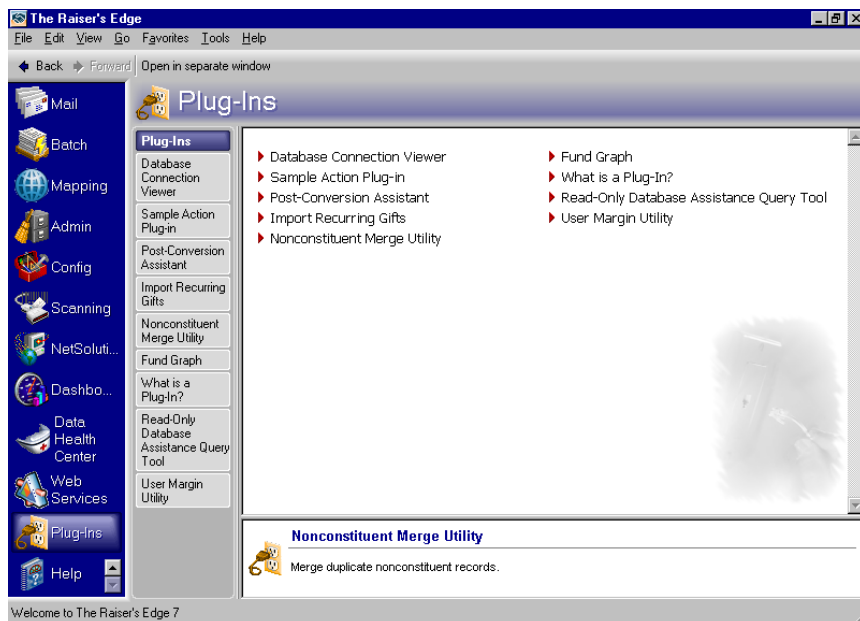 The Raiser's Edge
File Edit View Go Favorites Tools Help
Back Forward Open in separate window
Plug-Ins
Mail
Batch
Mapping
Admin
Config
Scanning
NetSoluti...
Dashbo...
Data
Health
Center
Web
Services
Plug-Ins
Help
Plug-Ins
Database
Connection
Viewer
Sample Action
Plug-in
Post-Conversion
Assistant
Import Recurring
Gifts
Nonconstituent
Merge Utility
Fund Graph
What is a
Plug-In?
Read-Only
Database
Assistance Query
Tool
User Margin
Utility
Database Connection Viewer
Sample Action Plug-in
Post-Conversion Assistant
Import Recurring Gifts
Nonconstituent Merge Utility
Fund Graph
What is a Plug-In?
Read-Only Database Assistance Query Tool
User Margin Utility
Nonconstituent Merge Utility
Merge duplicate nonconstituent records.
Welcome to The Raiser's Edge 7